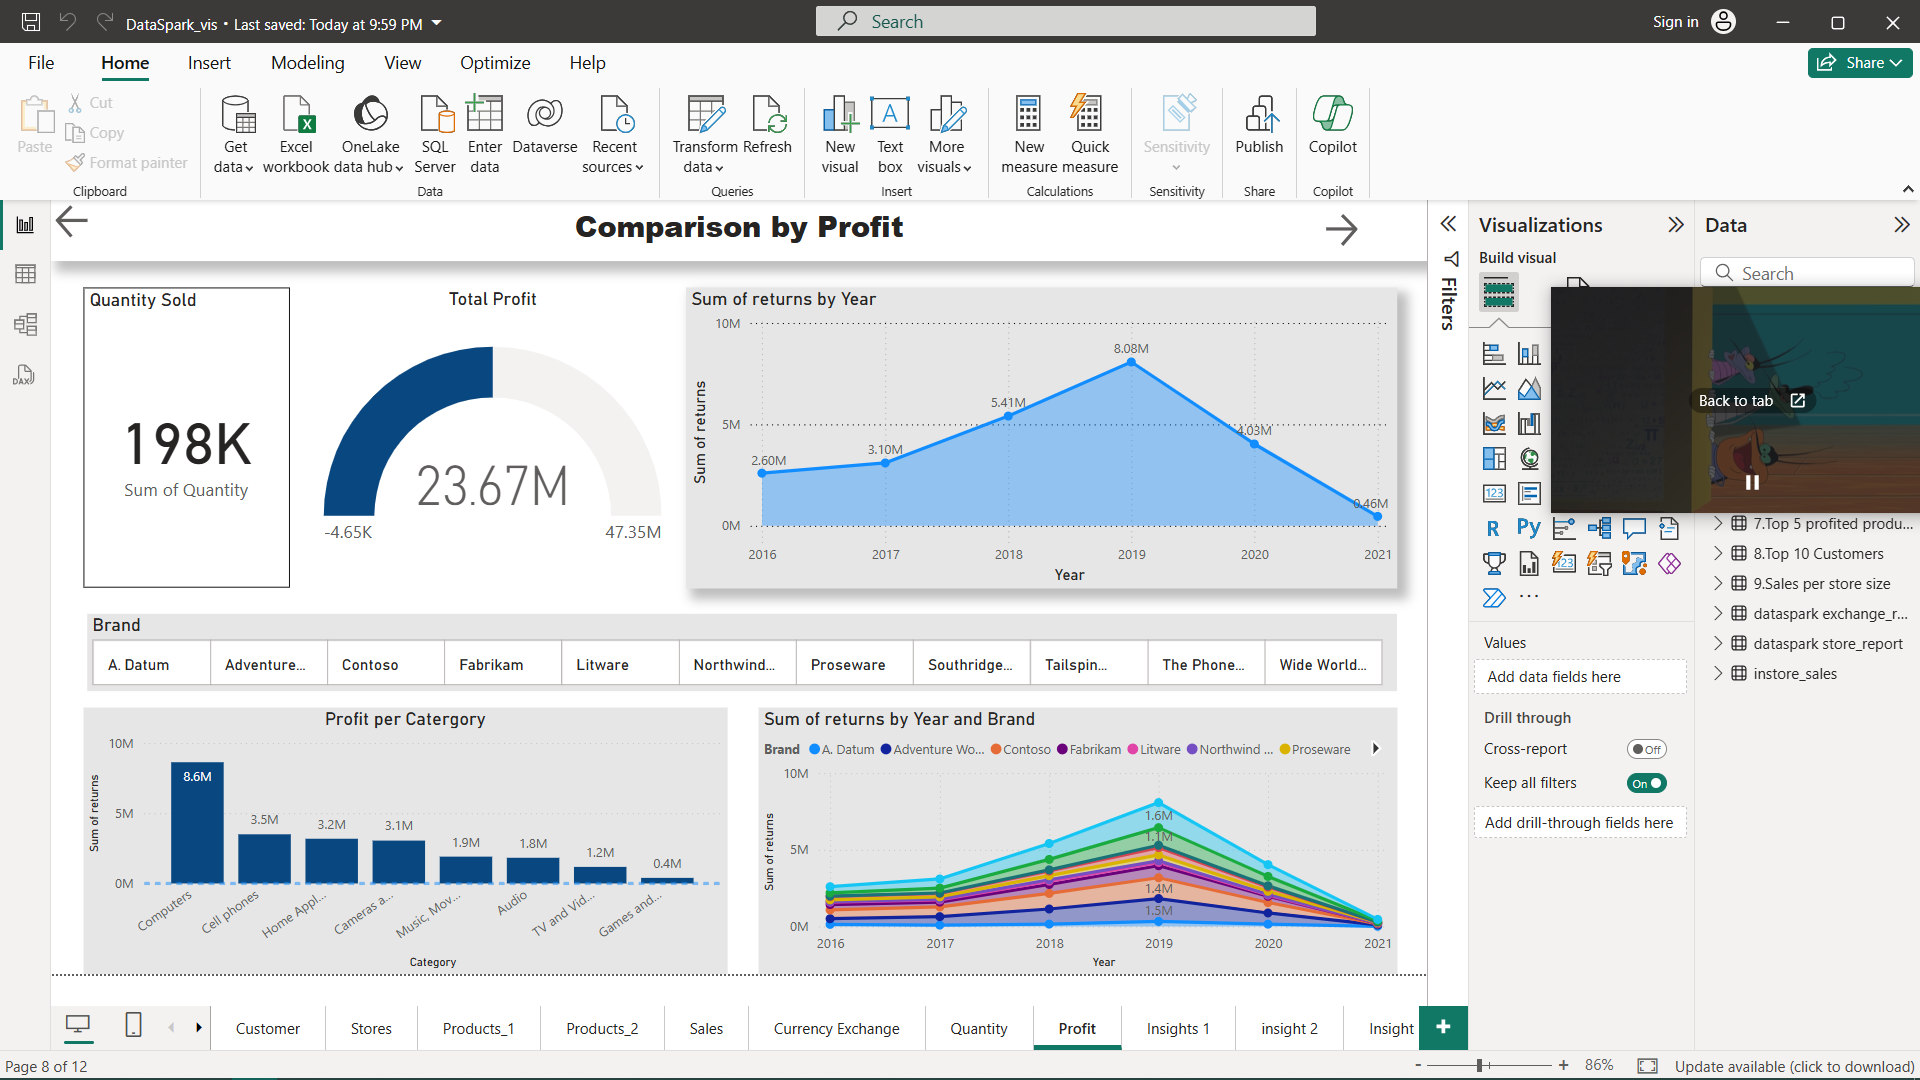 DataSpark_vis • Last saved: Today at 9:59 PM
Search
Sign in
File
Home
Insert
Modeling
View
Optimize
Help
Share
Paste
Cut
Copy
Format painter
Clipboard
Get data
Excel workbook
OneLake data hub
SQL Server
Enter data
Dataverse
Recent sources
Data
Transform data
Refresh
Queries
New visual
Text box
More visuals
Insert
New measure
Quick measure
Calculations
Sensitivity
Sensitivity
Publish
Share
Copilot
Copilot
Comparison by Profit
Quantity Sold
198K
Sum of Quantity
Total Profit
23.67M
-4.65K
47.35M
Sum of returns by Year
Sum of returns
10M
5M
0M
2.60M
3.10M
5.41M
8.08M
4.03M
0.46M
2016
2017
2018
2019
2020
2021
Year
Brand
A. Datum
Adventure...
Contoso
Fabrikam
Litware
Northwind...
Proseware
Southridge...
Tailspin...
The Phone...
Wide World...
Profit per Catergory
Sum of returns
10M
5M
0M
8.6M
3.5M
3.2M
3.1M
1.9M
1.8M
1.2M
0.4M
Computers
Cell phones
Home Appl...
Cameras a...
Music, Mov...
Audio
TV and Vid...
Games and...
Category
Sum of returns by Year and Brand
Brand
A. Datum
Adventure Wo...
Contoso
Fabrikam
Litware
Northwind ...
Proseware
Sum of returns
10M
5M
0M
1.6M
1.1M
1.4M
1.5M
2016
2017
2018
2019
2020
2021
Year
Filters
Visualizations
Build visual
123
R
Py
123
Values
Add data fields here
Drill through
Cross-report
Off
Keep all filters
On
Add drill-through fields here
Data
Search
Back to tab
7.Top 5 profited produ...
8.Top 10 Customers
9.Sales per store size
dataspark exchange_r...
dataspark store_report
instore_sales
DAX
Customer
Stores
Products_1
Products_2
Sales
Currency Exchange
Quantity
Profit
Insights 1
insight 2
Insight
Page 8 of 12
86%
Update available (click to download)